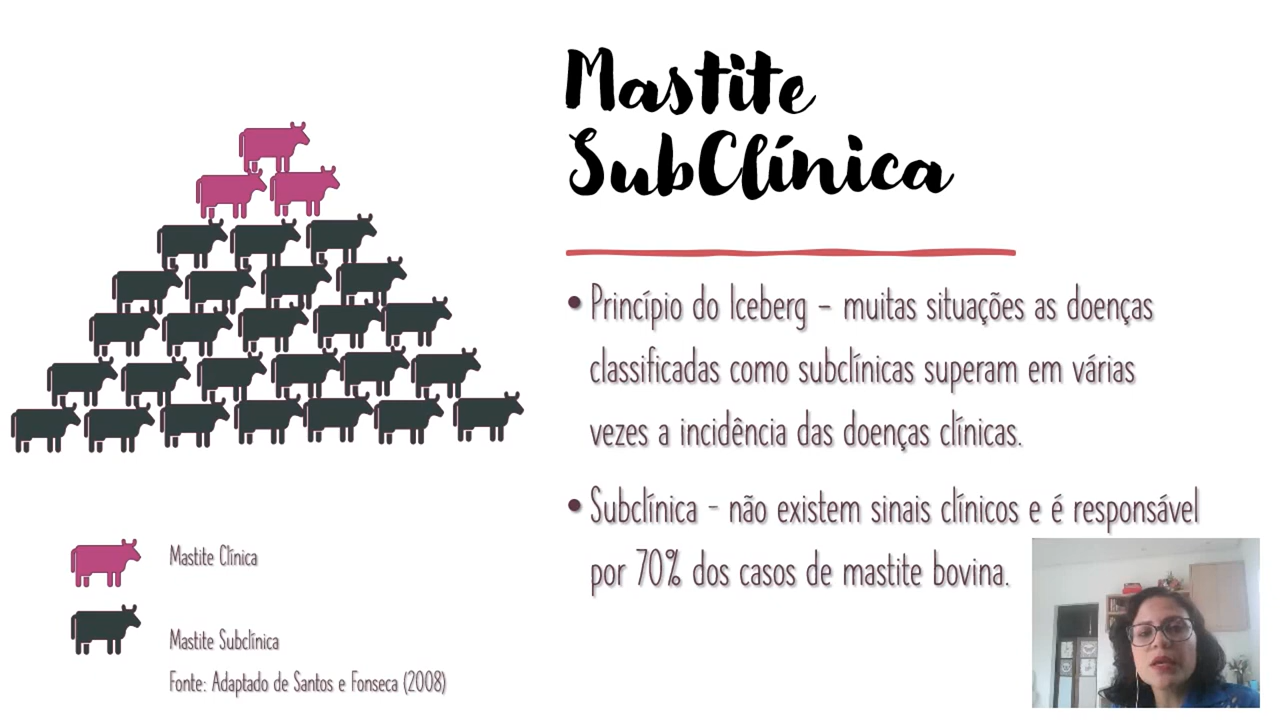 Mastite
SubClínica
• Princípio do Iceberg – muitas situações as doenças
classificadas como subclínicas superam em várias
vezes a incidência das doenças clínicas.
• Subclínica - não existem sinais clínicos e é responsável
por 70% dos casos de mastite bovina.
Mastite Clínica
Mastite Subclínica
Fonte: Adaptado de Santos e Fonseca (2008)